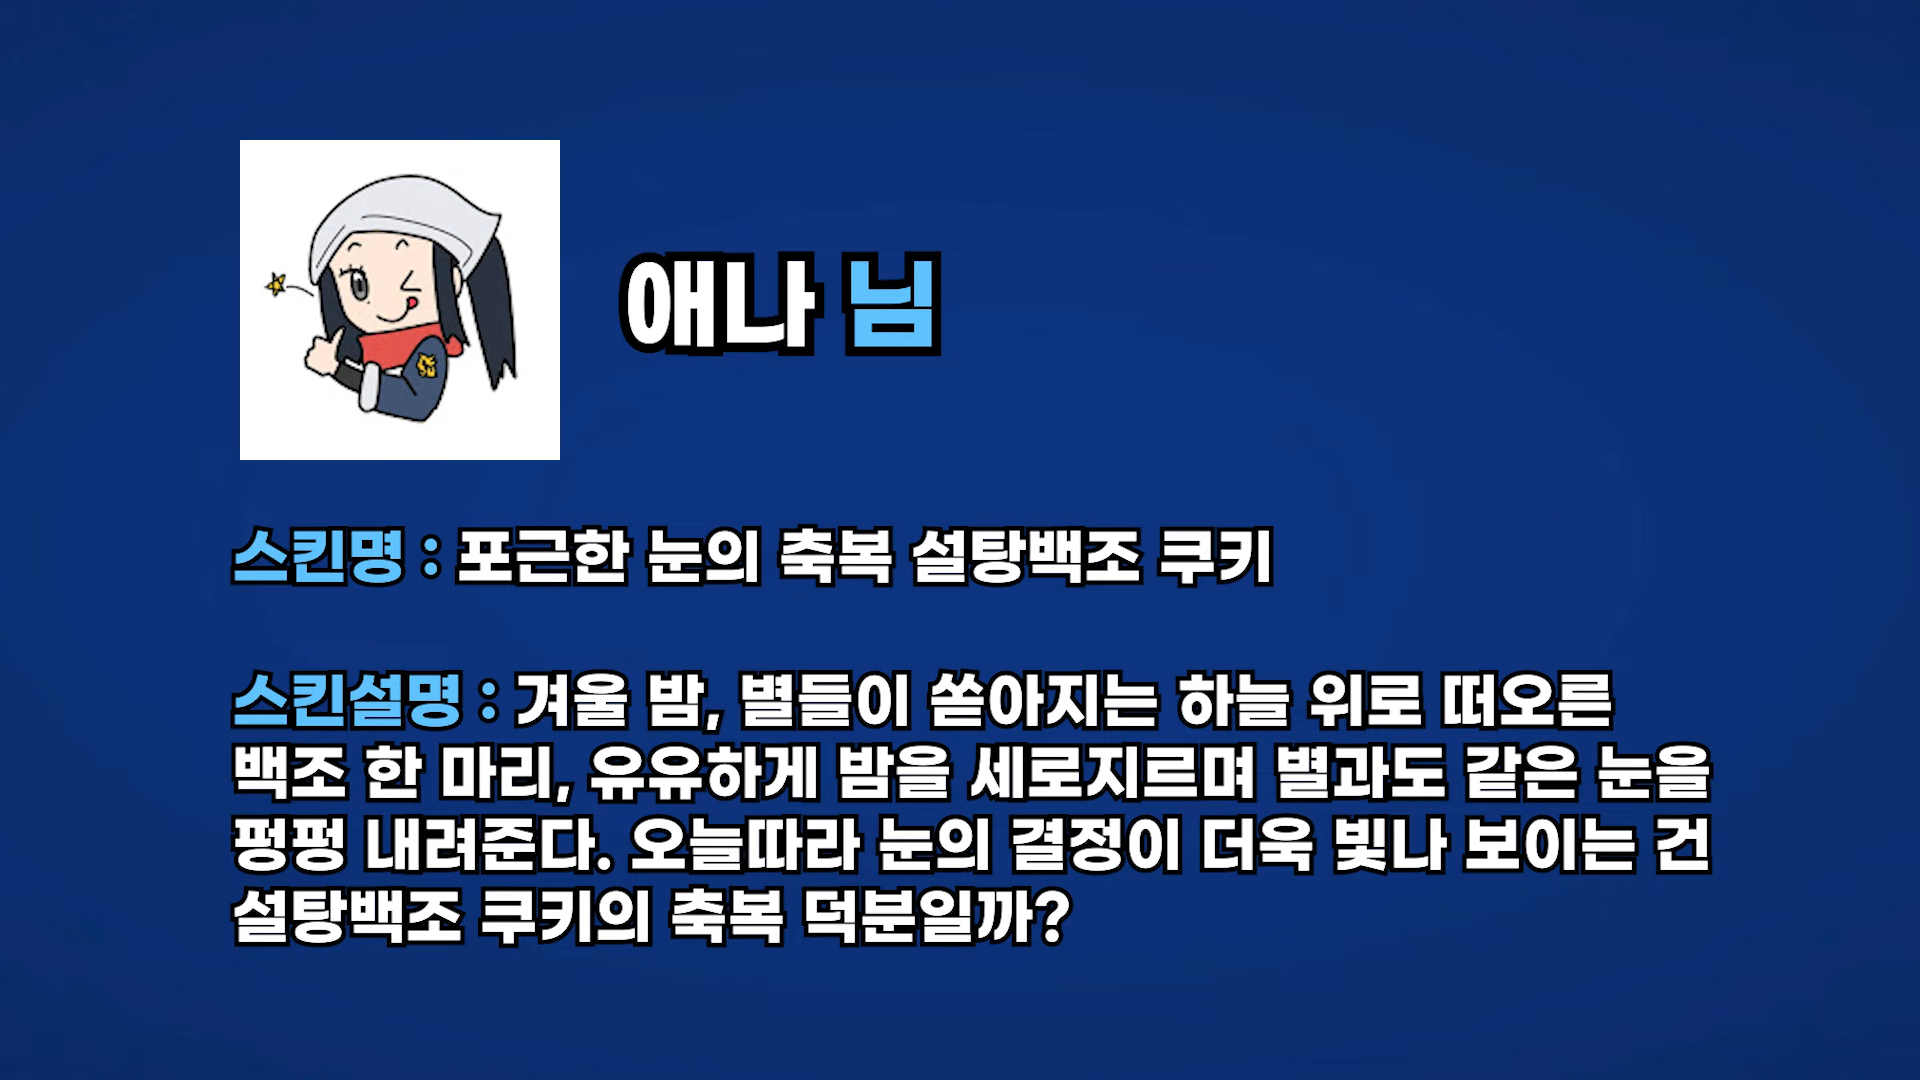 애나 님
스킨명 : 포근한 눈의 축복 설탕백조 쿠키
스킨설명 : 겨울 밤, 별들이 쏟아지는 하늘 위로 떠오른
백조 한 마리, 유유하게 밤을 세로지르며 별과도 같은 눈을
펑펑 내려준다. 오늘따라 눈의 결정이 더욱 빛나 보이는 건
설탕백조 쿠키의 축복 덕분일까?